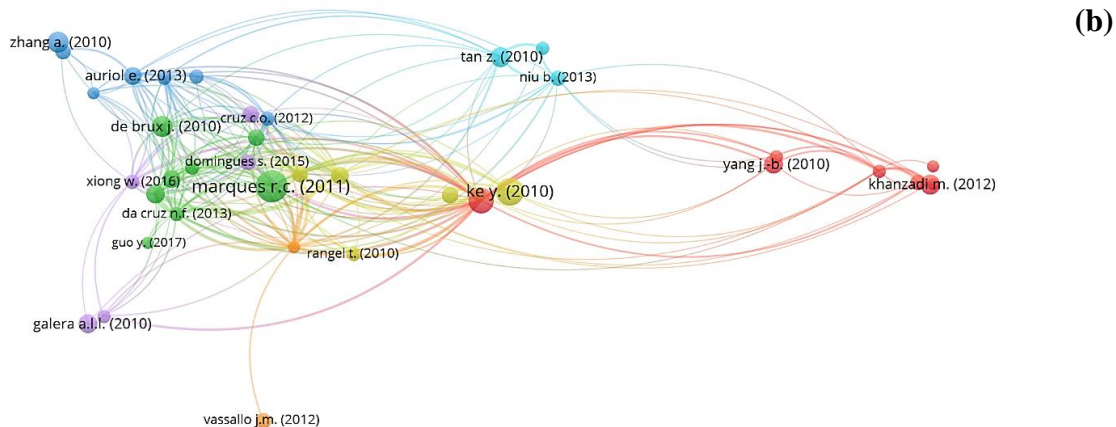 (b)
zhang a. (2010)
tan z. (2010)
auriol e. (2013)
niu b. (2013)
cruz c.o. (2012)
de brux j. (2010)
domingues s. (2015)
yang j.-b. (2010)
xiong w. (2016)
marques r.c. (2011)
ke y. (2010)
khanzadi m. (2012)
da cruz n.f. (2013)
guo y. (2017)
rangel t. (2010)
galera a.l.l. (2010)
vassallo j.m. (2012)